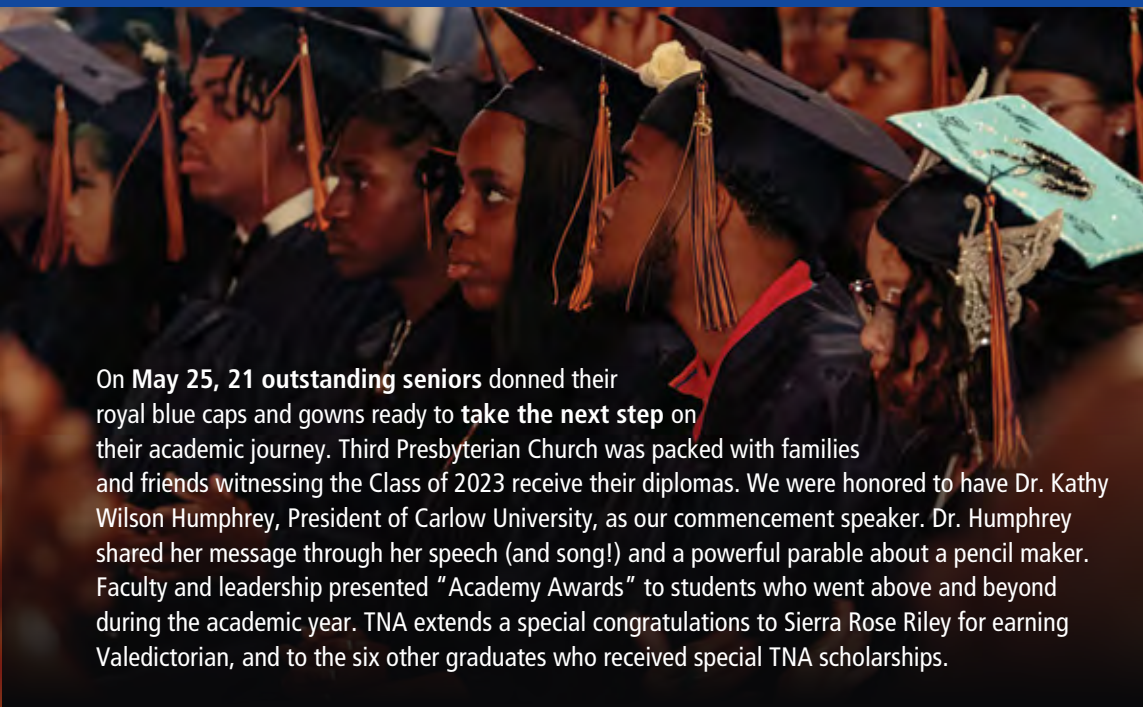 On May 25, 21 outstanding seniors donned their
royal blue caps and gowns ready to take the next step on
their academic journey. Third Presbyterian Church was packed with families
and friends witnessing the Class of 2023 receive their diplomas. We were honored to have Dr. Kathy
Wilson Humphrey, President of Carlow University, as our commencement speaker. Dr. Humphrey
shared her message through her speech (and song!) and a powerful parable about a pencil maker.
Faculty and leadership presented “Academy Awards” to students who went above and beyond
during the academic year. TNA extends a special congratulations to Sierra Rose Riley for earning
Valedictorian, and to the six other graduates who received special TNA scholarships.